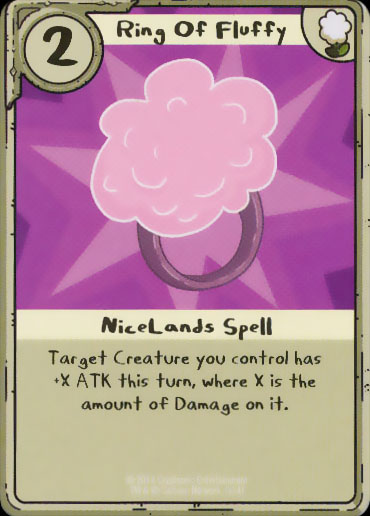 2
Ring Of Fluffy
NiceLands Spell
Target Creature you control has
+X ATK this turn, where X is the
amount of Damage on it.